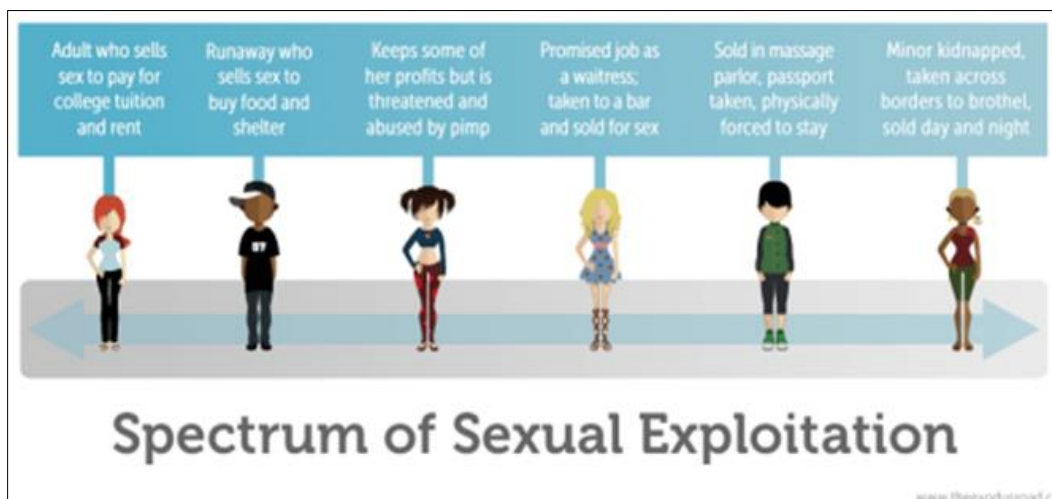 Adult who sells
sex to pay for
college tuition
and rent
Runaway who
sells sex to
buy food and
shelter
Keeps some of
her profits but is
threatened and
abused by pimp
Promised job as
a waitress;
taken to a bar
and sold for sex
Sold in massage
parlor, passport
taken, physically
forced to stay
Minor kidnapped,
taken across
borders to brothel,
sold day and night
57
Spectrum of Sexual Exploitation